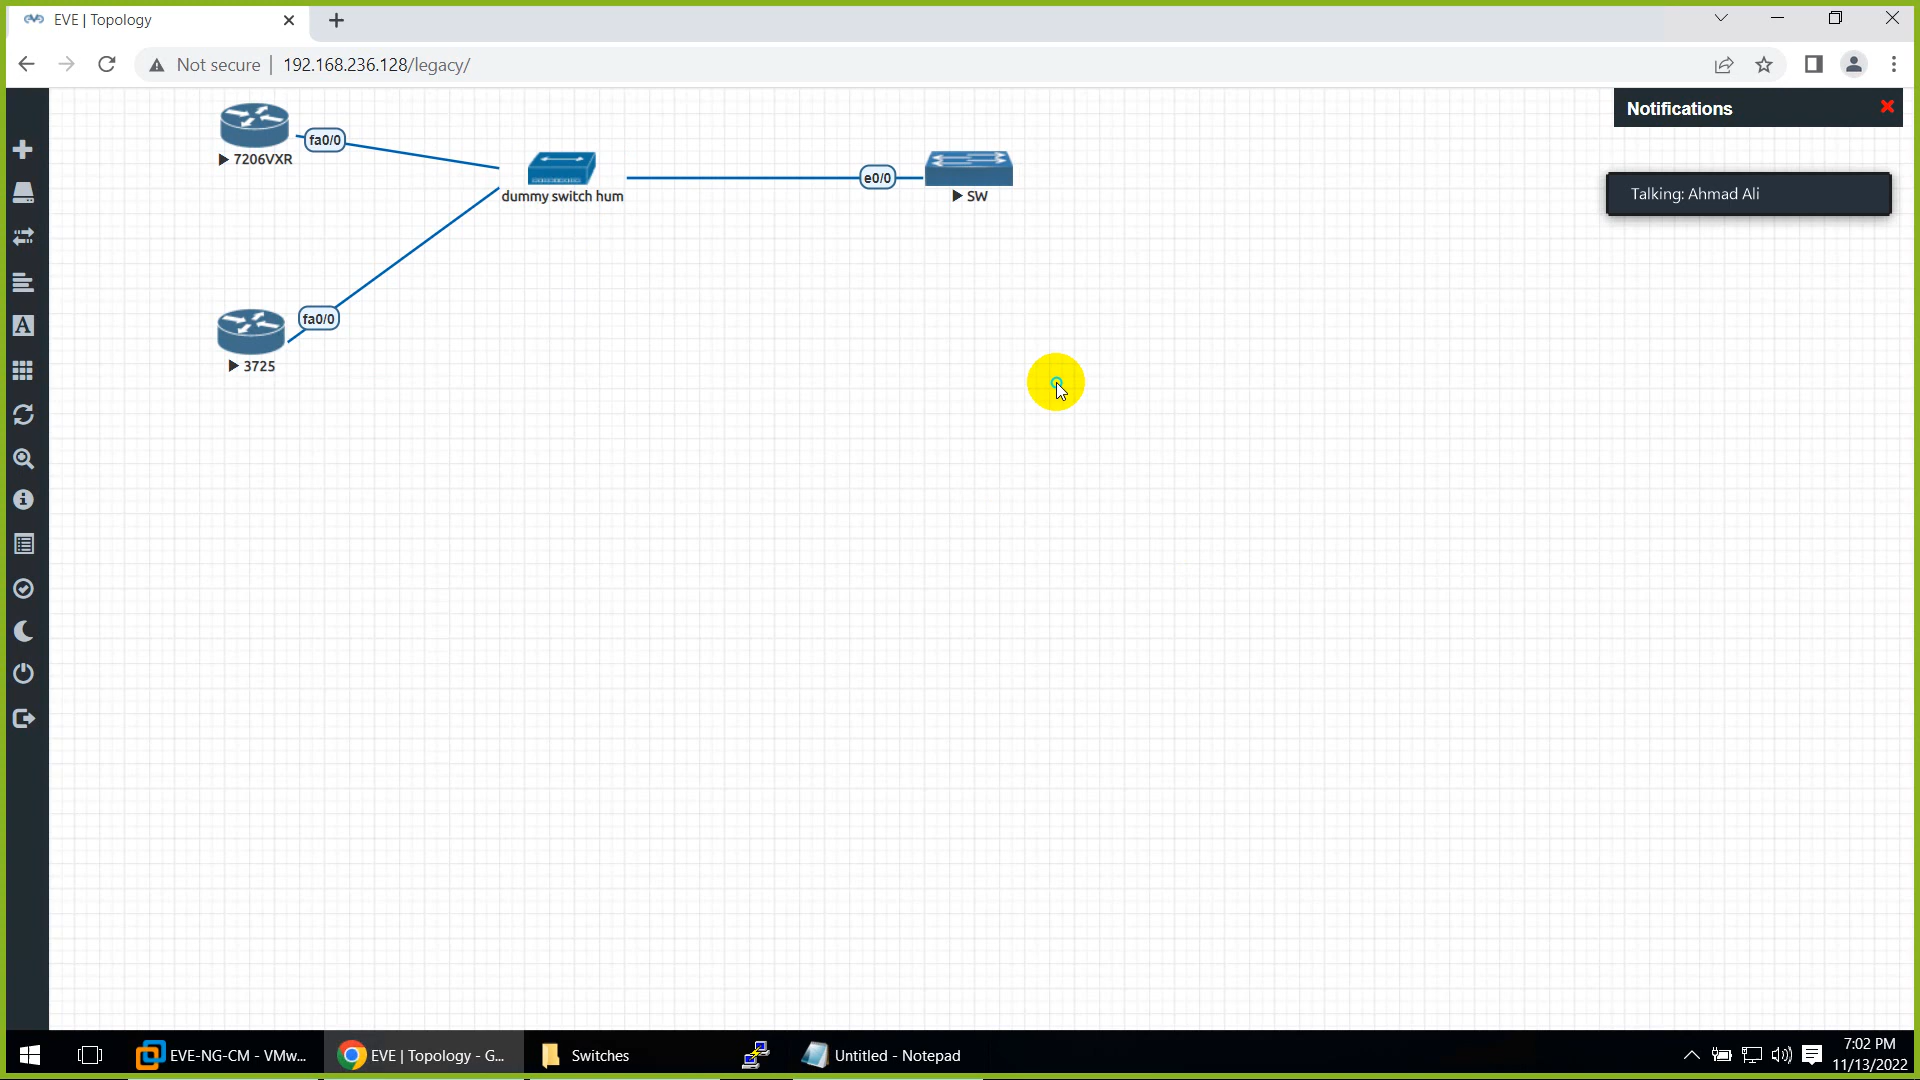 EVE | Topology
Not secure
192.168.236.128/legacy/
Notifications
Talking: Ahmad Ali
fa0/0
7206VXR
dummy switch hum
e0/0
SW
fa0/0
3725
A
EVE-NG-CM - VMw...
EVE | Topology - G...
Switches
Untitled - Notepad
7:02 PM
11/13/2022